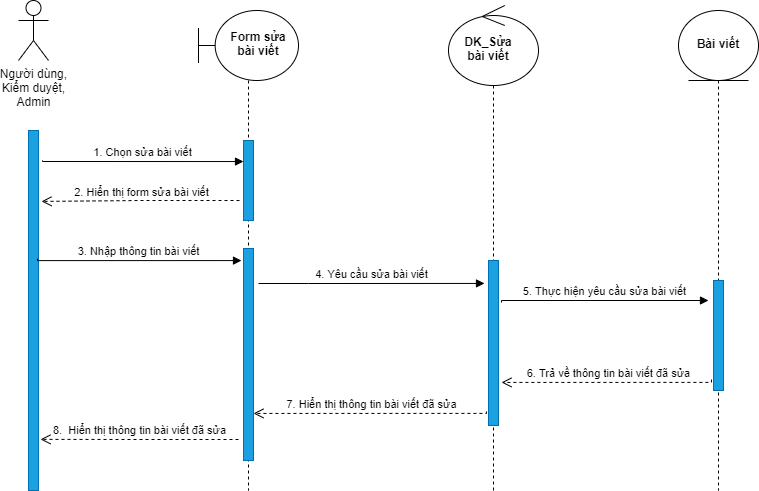 Form sửa
bài viết
DK_Sửa
bài viết
Bài viết
Người dùng,
Kiểm duyệt,
Admin
1. Chọn sửa bài viết
2. Hiển thị form sửa bài viết
3. Nhập thông tin bài viết
4. Yêu cầu sửa bài viết
5. Thực hiện yêu cầu sửa bài viết
6. Trả về thông tin bài viết đã sửa
7. Hiển thị thông tin bài viết đã sửa
8. Hiển thị thông tin bài viết đã sửa